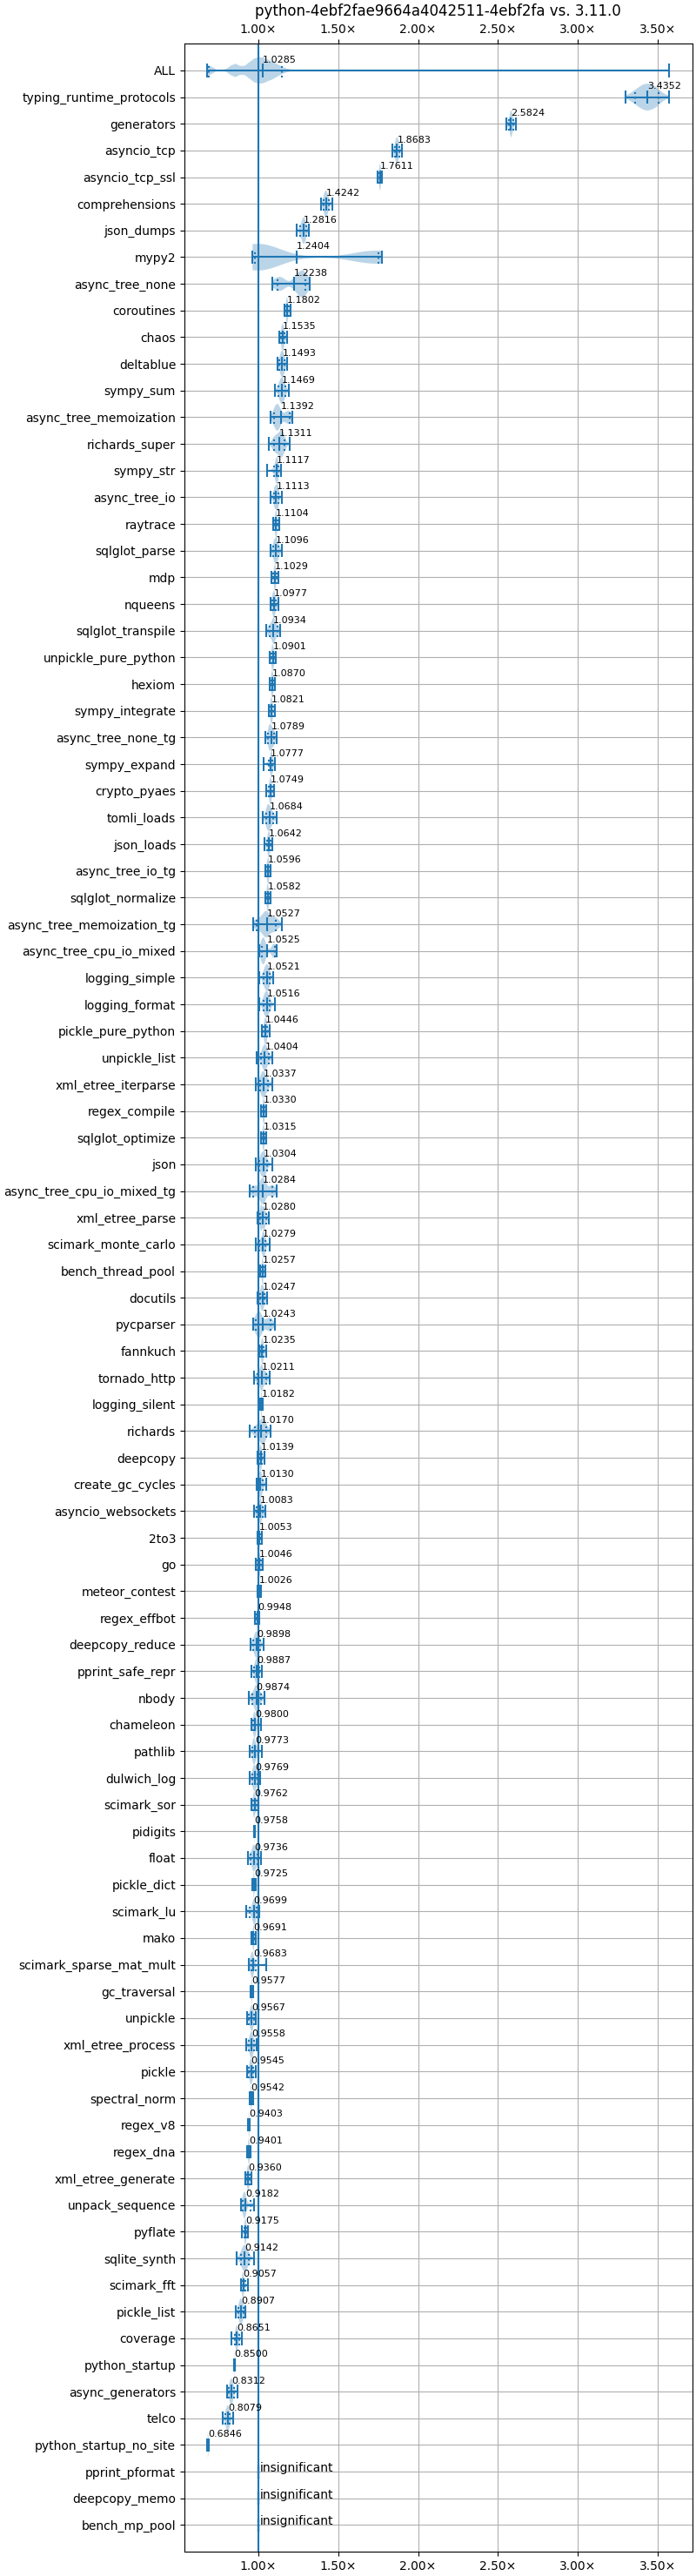 python-4ebf2fae9664a4042511-4ebf2fa vs. 3.11.0
1.00× 1.50× 2.00× 2.50× 3.00× 3.50×
ALL 1.0285
typing_runtime_protocols 3.4352
generators 2.5824
asyncio_tcp 1.8683
asyncio_tcp_ssl 1.7611
comprehensions 1.4242
json_dumps 1.2816
mypy2 1.2404
async_tree_none 1.2238
coroutines 1.1802
chaos 1.1535
deltablue 1.1493
sympy_sum 1.1469
async_tree_memoization 1.1392
richards_super 1.1311
sympy_str 1.1117
async_tree_io 1.1113
raytrace 1.1104
sqlglot_parse 1.1096
mdp 1.1029
nqueens 1.0977
sqlglot_transpile 1.0934
unpickle_pure_python 1.0901
hexiom 1.0870
sympy_integrate 1.0821
async_tree_none_tg 1.0789
sympy_expand 1.0777
crypto_pyaes 1.0749
tomli_loads 1.0684
json_loads 1.0642
async_tree_io_tg 1.0596
sqlglot_normalize 1.0582
async_tree_memoization_tg 1.0527
async_tree_cpu_io_mixed 1.0525
logging_simple 1.0521
logging_format 1.0516
pickle_pure_python 1.0446
unpickle_list 1.0404
xml_etree_iterparse 1.0337
regex_compile 1.0330
sqlglot_optimize 1.0315
json 1.0304
async_tree_cpu_io_mixed_tg 1.0284
xml_etree_parse 1.0280
scimark_monte_carlo 1.0279
bench_thread_pool 1.0257
docutils 1.0247
pycparser 1.0243
fannkuch 1.0235
tornado_http 1.0211
logging_silent 1.0182
richards 1.0170
deepcopy 1.0139
create_gc_cycles 1.0130
asyncio_websockets 1.0083
2to3 1.0053
go 1.0046
meteor_contest 1.0026
regex_effbot 0.9948
deepcopy_reduce 0.9898
pprint_safe_repr 0.9887
nbody 0.9874
chameleon 0.9800
pathlib 0.9773
dulwich_log 0.9769
scimark_sor 0.9762
pidigits 0.9758
float 0.9736
pickle_dict 0.9725
scimark_lu 0.9699
mako 0.9691
scimark_sparse_mat_mult 0.9683
gc_traversal 0.9577
unpickle 0.9567
xml_etree_process 0.9558
pickle 0.9545
spectral_norm 0.9542
regex_v8 0.9403
regex_dna 0.9401
xml_etree_generate 0.9360
unpack_sequence 0.9182
pyflate 0.9175
sqlite_synth 0.9142
scimark_fft 0.9057
pickle_list 0.8907
coverage 0.8651
python_startup 0.8500
async_generators 0.8312
telco 0.8079
python_startup_no_site 0.6846
pprint_pformat insignificant
deepcopy_memo insignificant
bench_mp_pool insignificant
1.00× 1.50× 2.00× 2.50× 3.00× 3.50×